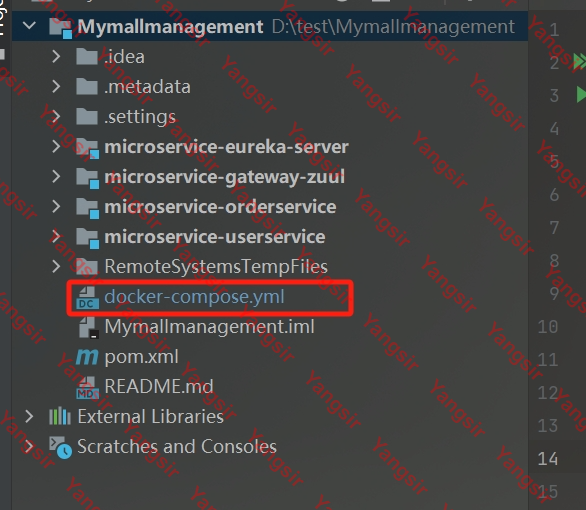 Mymallmanagement D:\test\Mymallmanagement
.idea
.metadata
.settings
microservice-eureka-server
microservice-gateway-zuul
microservice-orderservice
microservice-userservice
RemoteSystemsTempFiles
docker-compose.yml
Mymallmanagement.iml
pom.xml
README.md
External Libraries
Scratches and Consoles
1
2
3
4
5
6
7
8
9
10
11
12
13
14
15
Yangsir